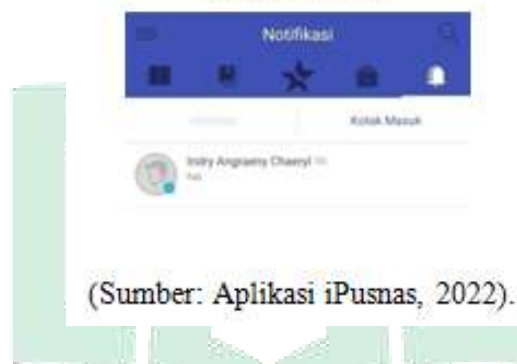 Notifikasi
Kotak Masuk
Indry Angraeny Chaeryl
(Sumber: Aplikasi iPusnas, 2022).